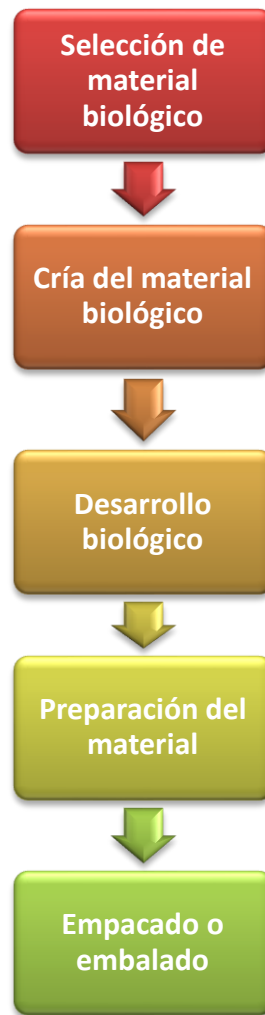 Selección de
material
biológico
Cría del material
biológico
Desarrollo
biológico
Preparación del
material
Empacado o
embalado